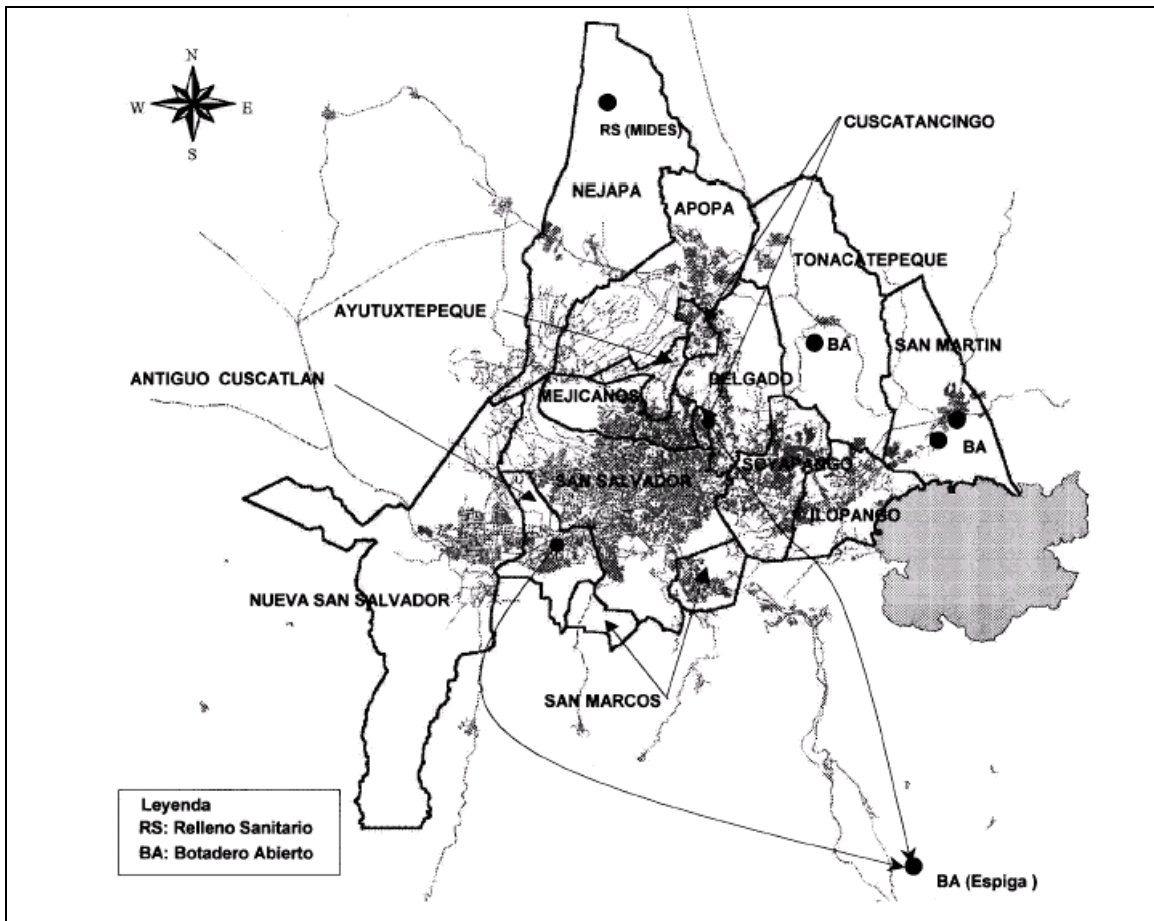 N
W E
S
RS (MIDES)
CUSCATANCINGO
NEJAPA
APOPA
TONACATEPEQUE
AYUTUXTEPEQUE
BA
SAN MARTIN
ANTIGUO CUSCATLAN
DELGADO
MEJICANOS
BA
SOYAPANGO
SAN SALVADOR
ILOPANGO
NUEVA SAN SALVADOR
SAN MARCOS
Leyenda
RS: Relleno Sanitario
BA: Botadero Abierto
BA (Espiga )